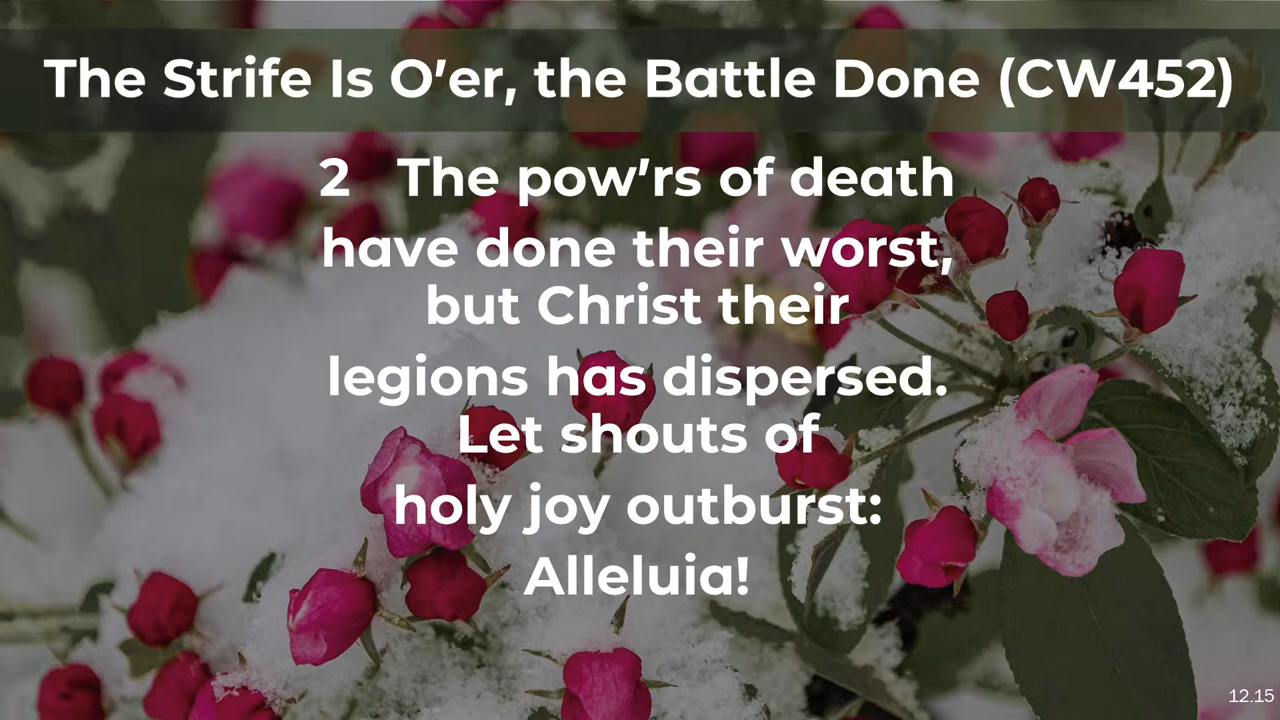 The Strife Is O'er, the Battle Done (CW452)
2 The pow'rs of death
have done their worst,
but Christ their
legions has dispersed.
Let shouts of
holy joy outburst:
Alleluia!
12.15